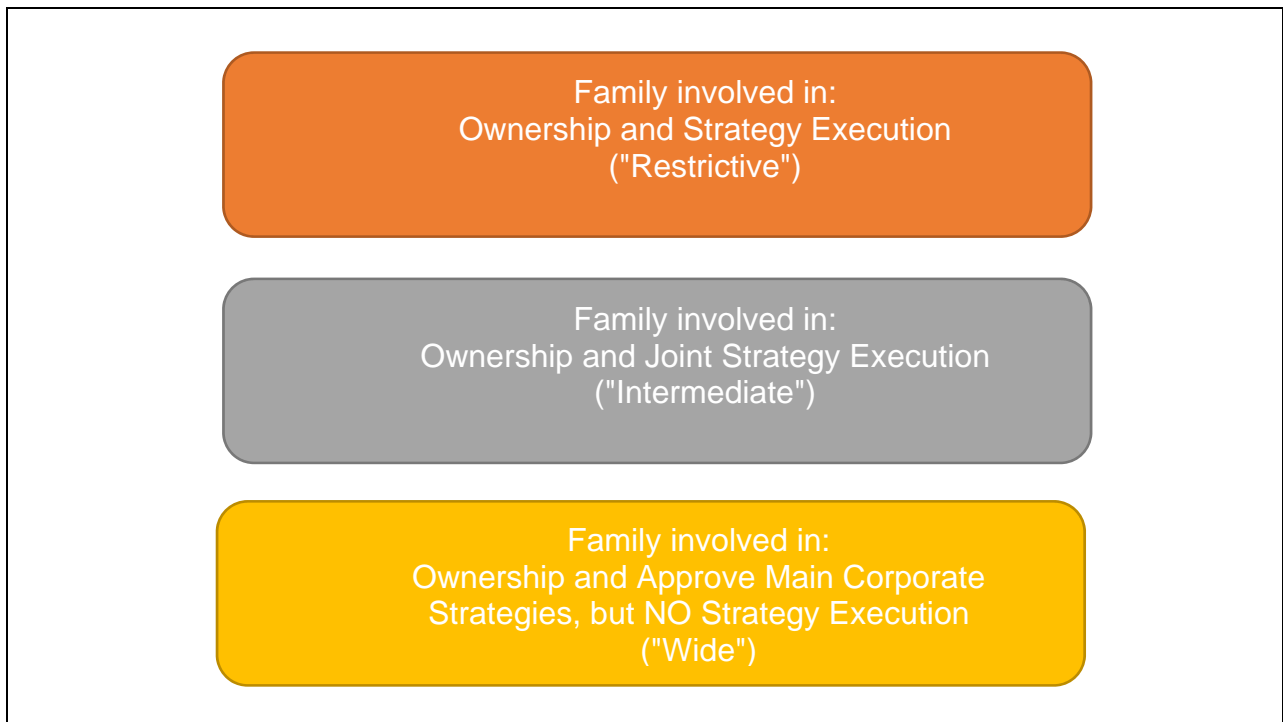 Family involved in:
Ownership and Strategy Execution
("Restrictive")
Family involved in:
Ownership and Joint Strategy Execution
("Intermediate")
Family involved in:
Ownership and Approve Main Corporate
Strategies, but NO Strategy Execution
("Wide")